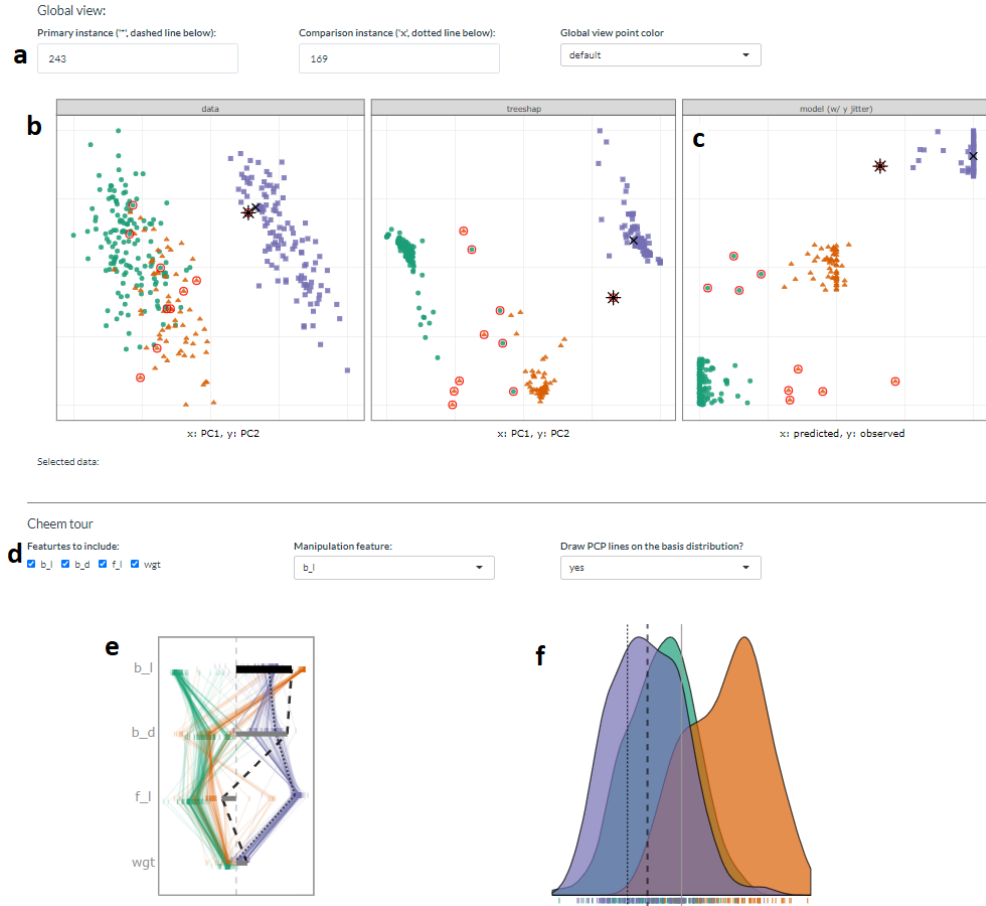 Global view:
Primary instance ('*', dashed line below):
Comparison instance ('x', dotted line below):
Global view point color
a
243
169
default
b
data
treeshap
model (w/ y jitter)
c
x: PC1, y: PC2
x: PC1, y: PC2
x: predicted, y: observed
Selected data:
Cheem tour
d
Featurtes to include:
Manipulation feature:
Draw PCP lines on the basis distribution?
b_l b_d f_l wgt
b_l
yes
e
f
b_l
b_d
f_l
wgt